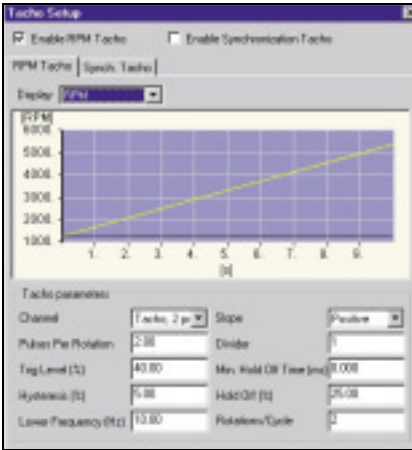 Tacho Setup
Enable RPM Tacho
Enable Synchronization Tacho
RPM Tacho
Synch. Tacho
Display
RPM
[RPM]
6000.
5000.
4000.
3000.
2000.
1000.
1. 2. 3. 4. 5. 6. 7. 8. 9.
[s]
Tacho parameters
Channel Tacho, 2 p Slope Positive
Pulses Per Rotation 2.00 Divider 1
Trig Level (%) 40.00 Min. Hold Off Time (ms) 0.000
Hysteresis (%) 5.00 Hold Off (%) 25.00
Lower Frequency (Hz) 10.00 Rotations/Cycle 2